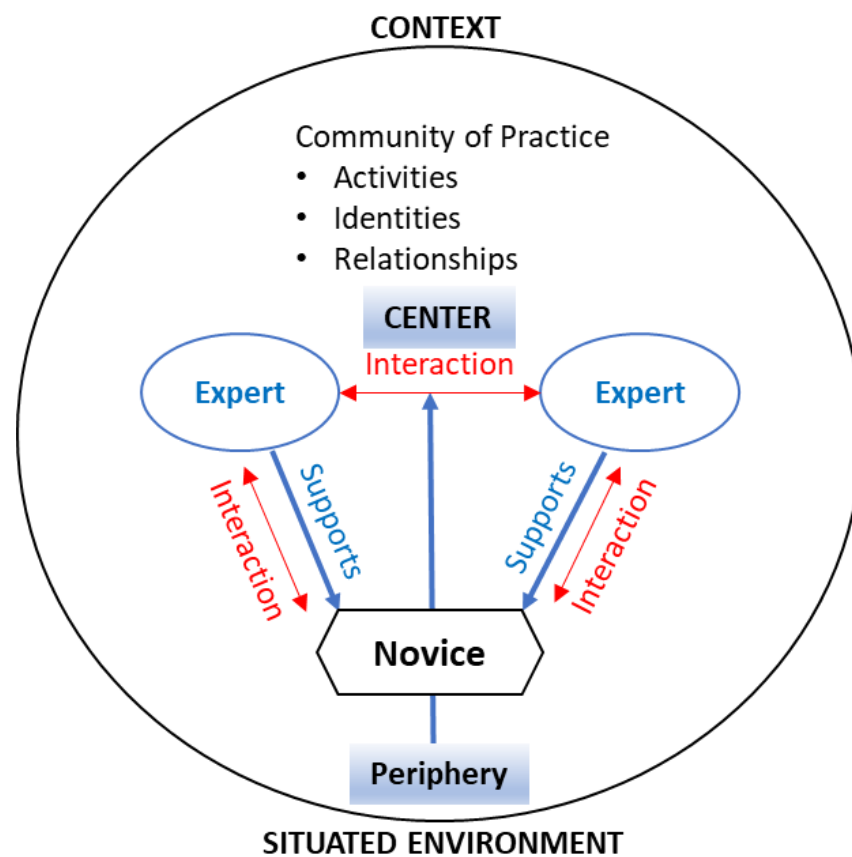 CONTEXT
Community of Practice
• Activities
• Identities
• Relationships
CENTER
Interaction
Expert
Expert
Interaction
Supports
Supports
Interaction
Novice
Periphery
SITUATED ENVIRONMENT